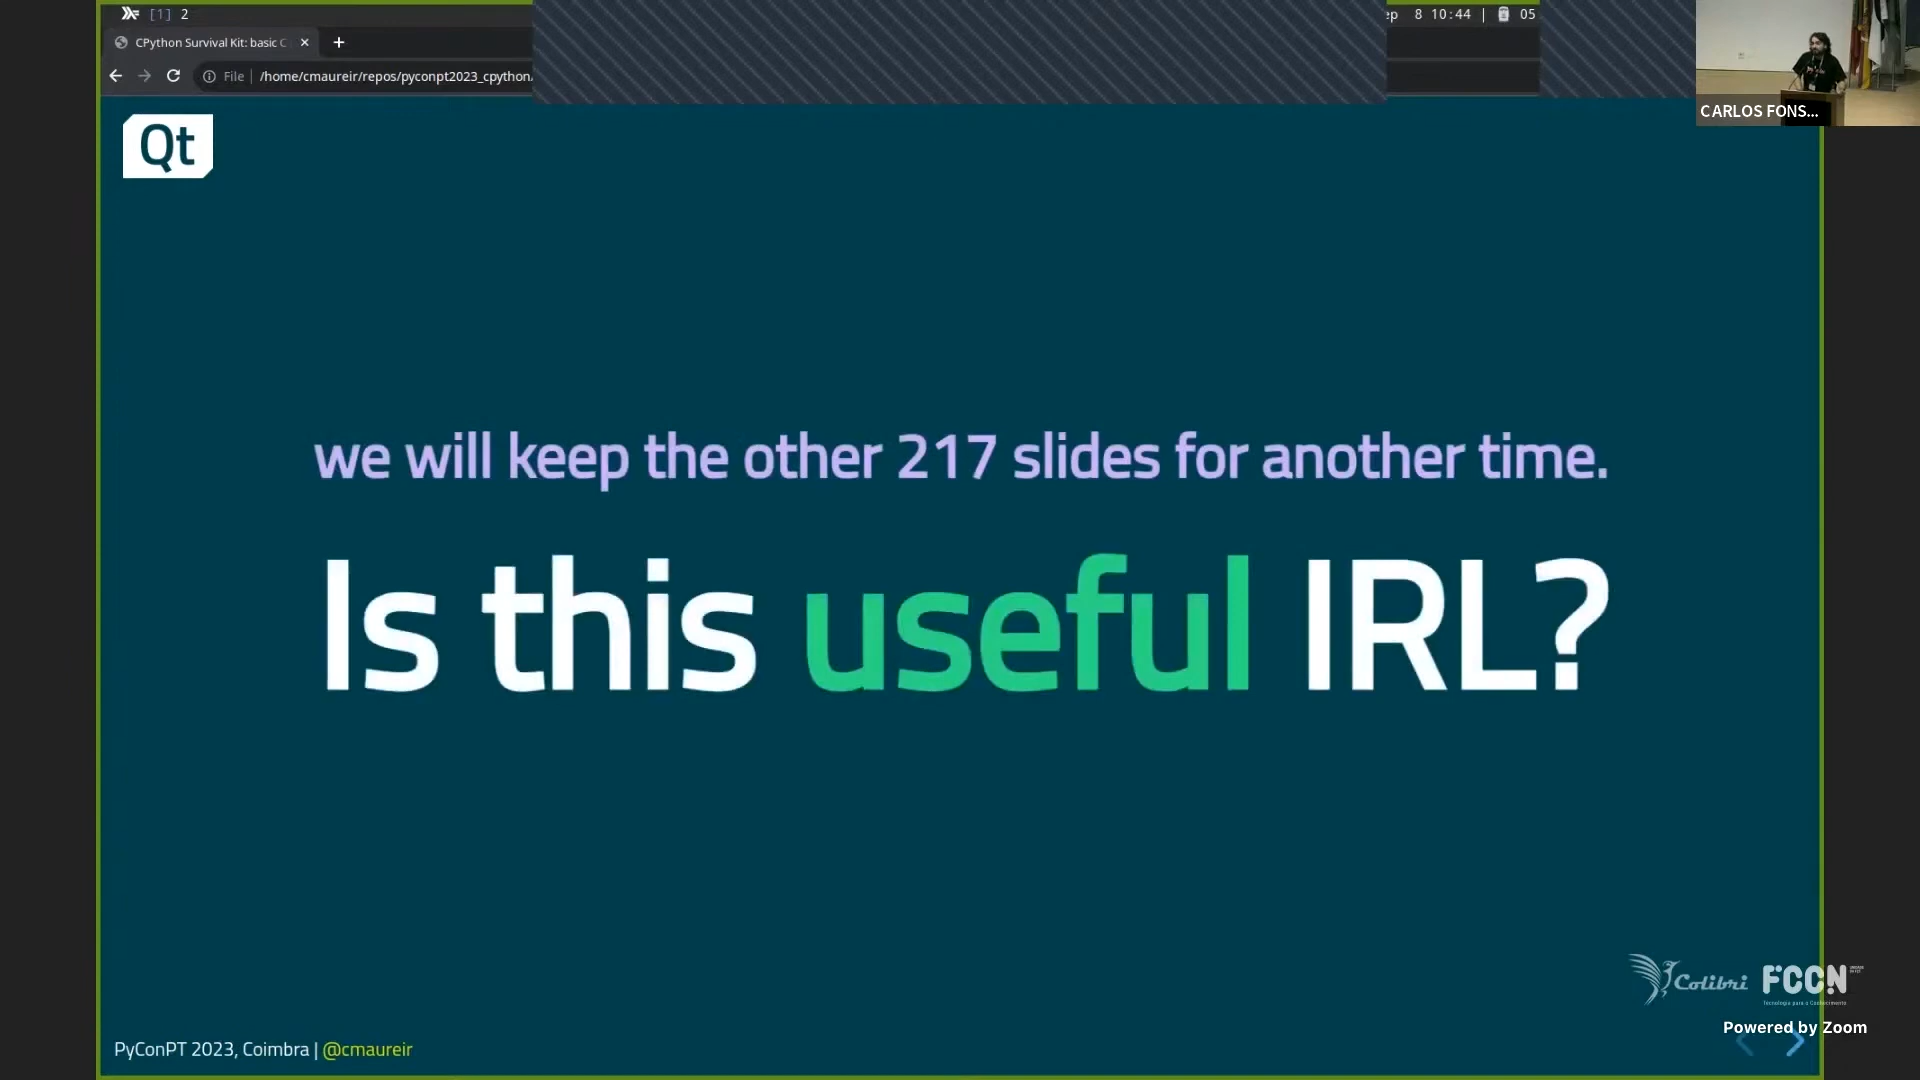 [1] 2
ep 8 10:44 | 05
CPython Survival Kit: basic C
File /home/cmaureir/repos/pyconpt2023_cpython
CARLOS FONS...
Qt
we will keep the other 217 slides for another time.
Is this useful IRL?
Colibri FCCN
Powered by Zoom
PyConPT 2023, Coimbra | @cmaureir